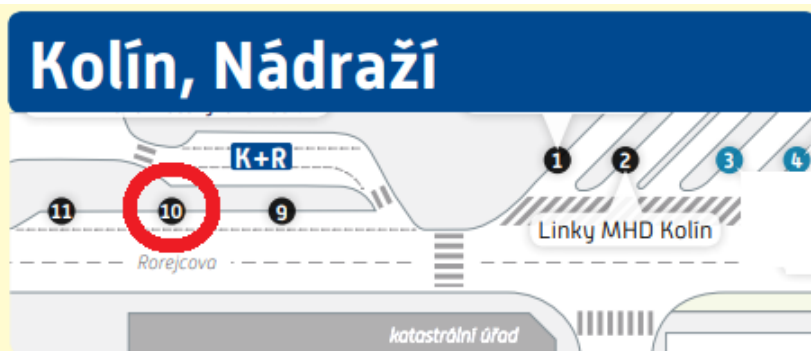 Kolín, Nádraží
K+R
1
2
3
4
11
10
9
Linky MHD Kolín
Rorejcova
katastrální úřad